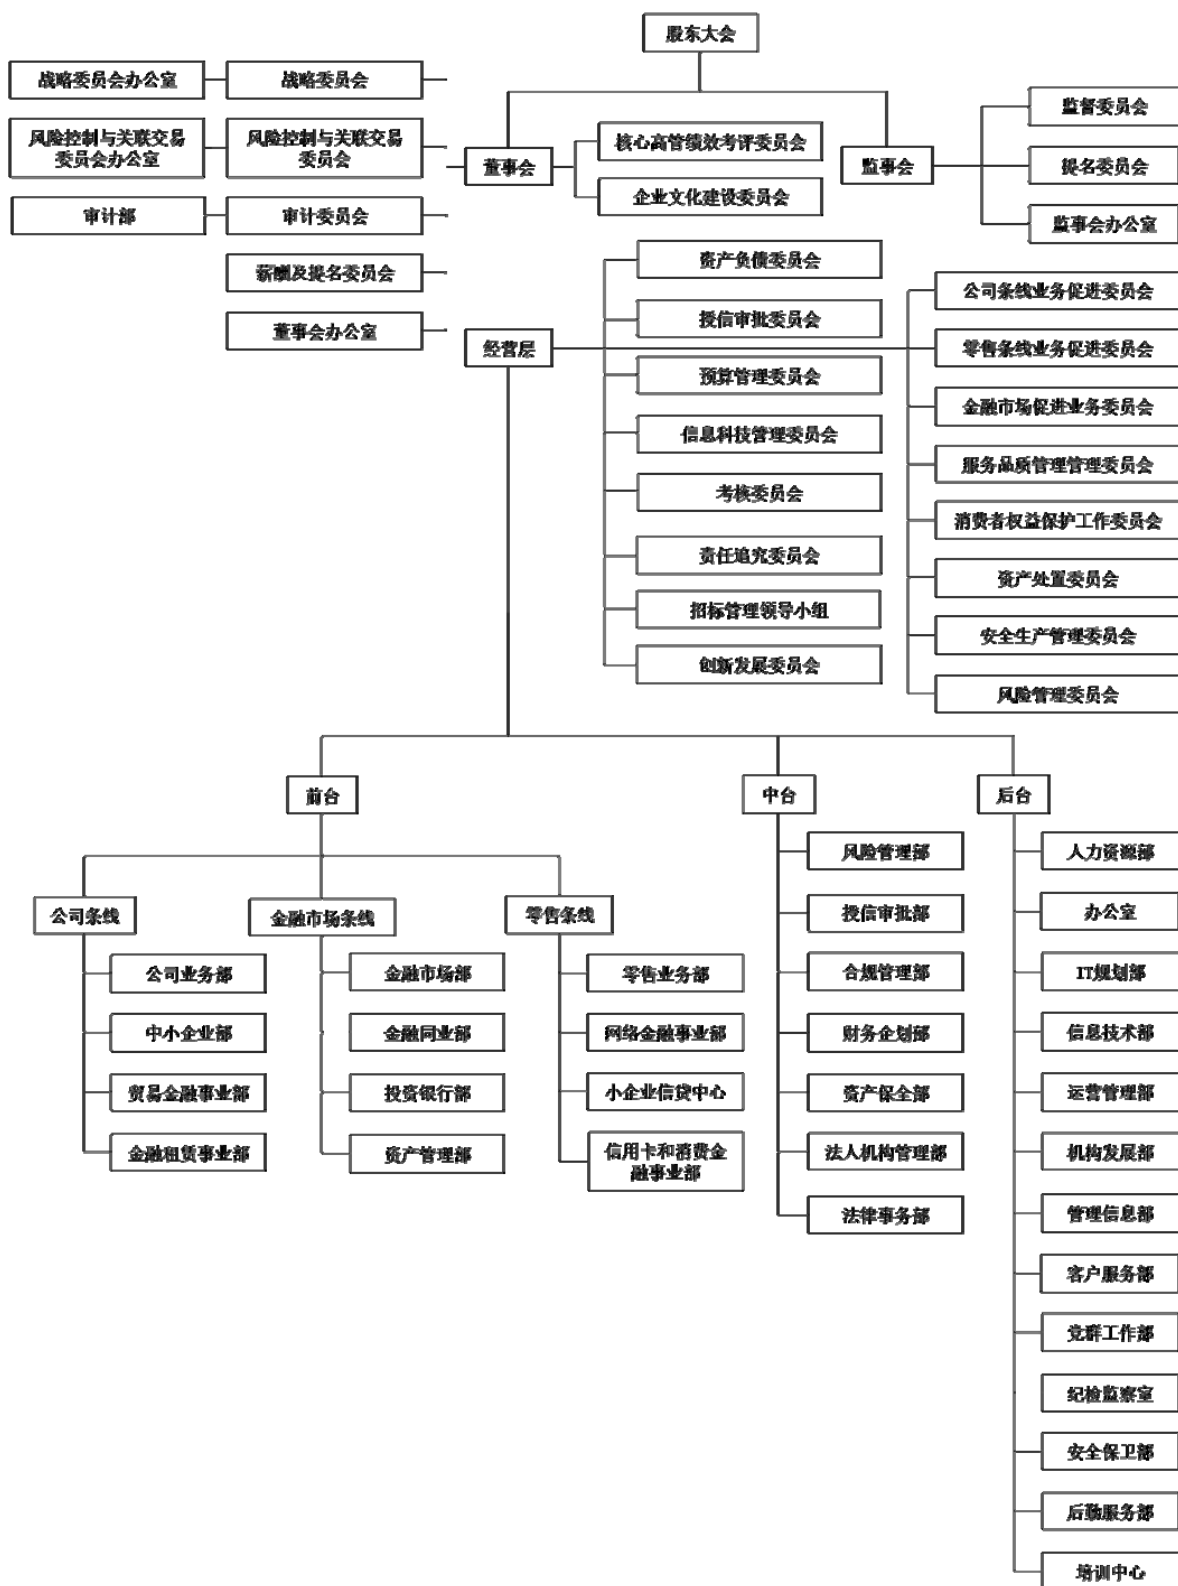 股东大会
战略委员会办公室
战略委员会
风险控制与关联交易
委员会办公室
风险控制与关联交易
委员会
审计部
审计委员会
薪酬及提名委员会
董事会办公室
董事会
核心高管绩效考评委员会
企业文化建设委员会
监事会
监督委员会
提名委员会
监事会办公室
经营层
资产负债委员会
授信审批委员会
预算管理委员会
信息科技管理委员会
考核委员会
责任追究委员会
招标管理领导小组
创新发展委员会
公司条线业务促进委员会
零售条线业务促进委员会
金融市场促进业务委员会
服务品质管理管理委员会
消费者权益保护工作委员会
资产处置委员会
安全生产管理委员会
风险管理委员会
前台
中台
后台
公司条线
公司业务部
中小企业部
贸易金融事业部
金融租赁事业部
金融市场条线
金融市场部
金融同业部
投资银行部
资产管理部
零售条线
零售业务部
网络金融事业部
小企业信贷中心
信用卡和消费金
融事业部
风险管理部
授信审批部
合规管理部
财务企划部
资产保全部
法人机构管理部
法律事务部
人力资源部
办公室
IT规划部
信息技术部
运营管理部
机构发展部
管理信息部
客户服务部
党群工作部
纪检监察室
安全保卫部
后勤服务部
培训中心